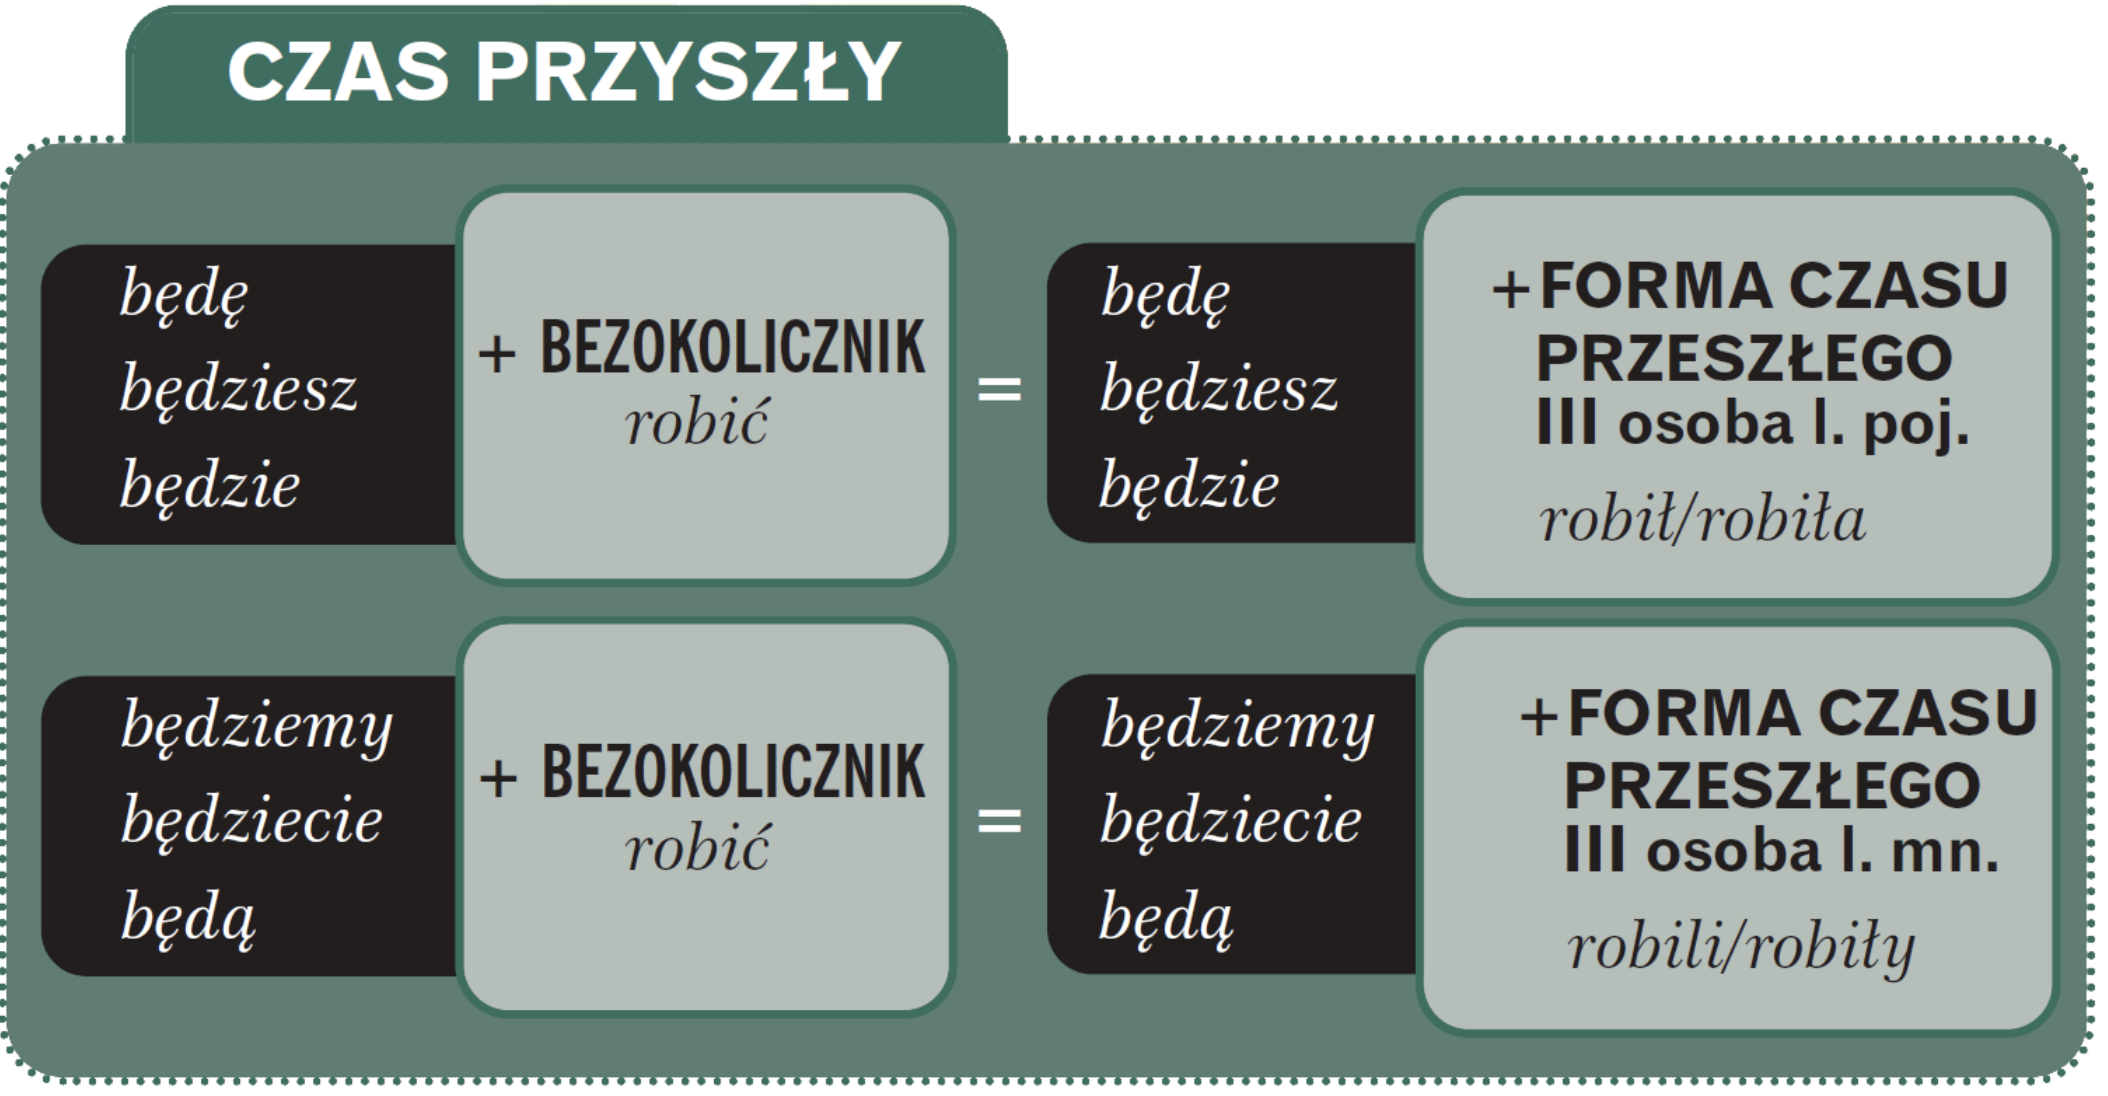 CZAS PRZYSZŁY
będę
będziesz
będzie
+ BEZOKOLICZNIK
robić
=
będę
będziesz
będzie
+FORMA CZASU
PRZESZŁEGO
III osoba l. poj.
robił/robiła
będziemy
będziecie
będą
+ BEZOKOLICZNIK
robić
=
będziemy
będziecie
będą
+FORMA CZASU
PRZESZŁEGO
III osoba l. mn.
robili/robiły